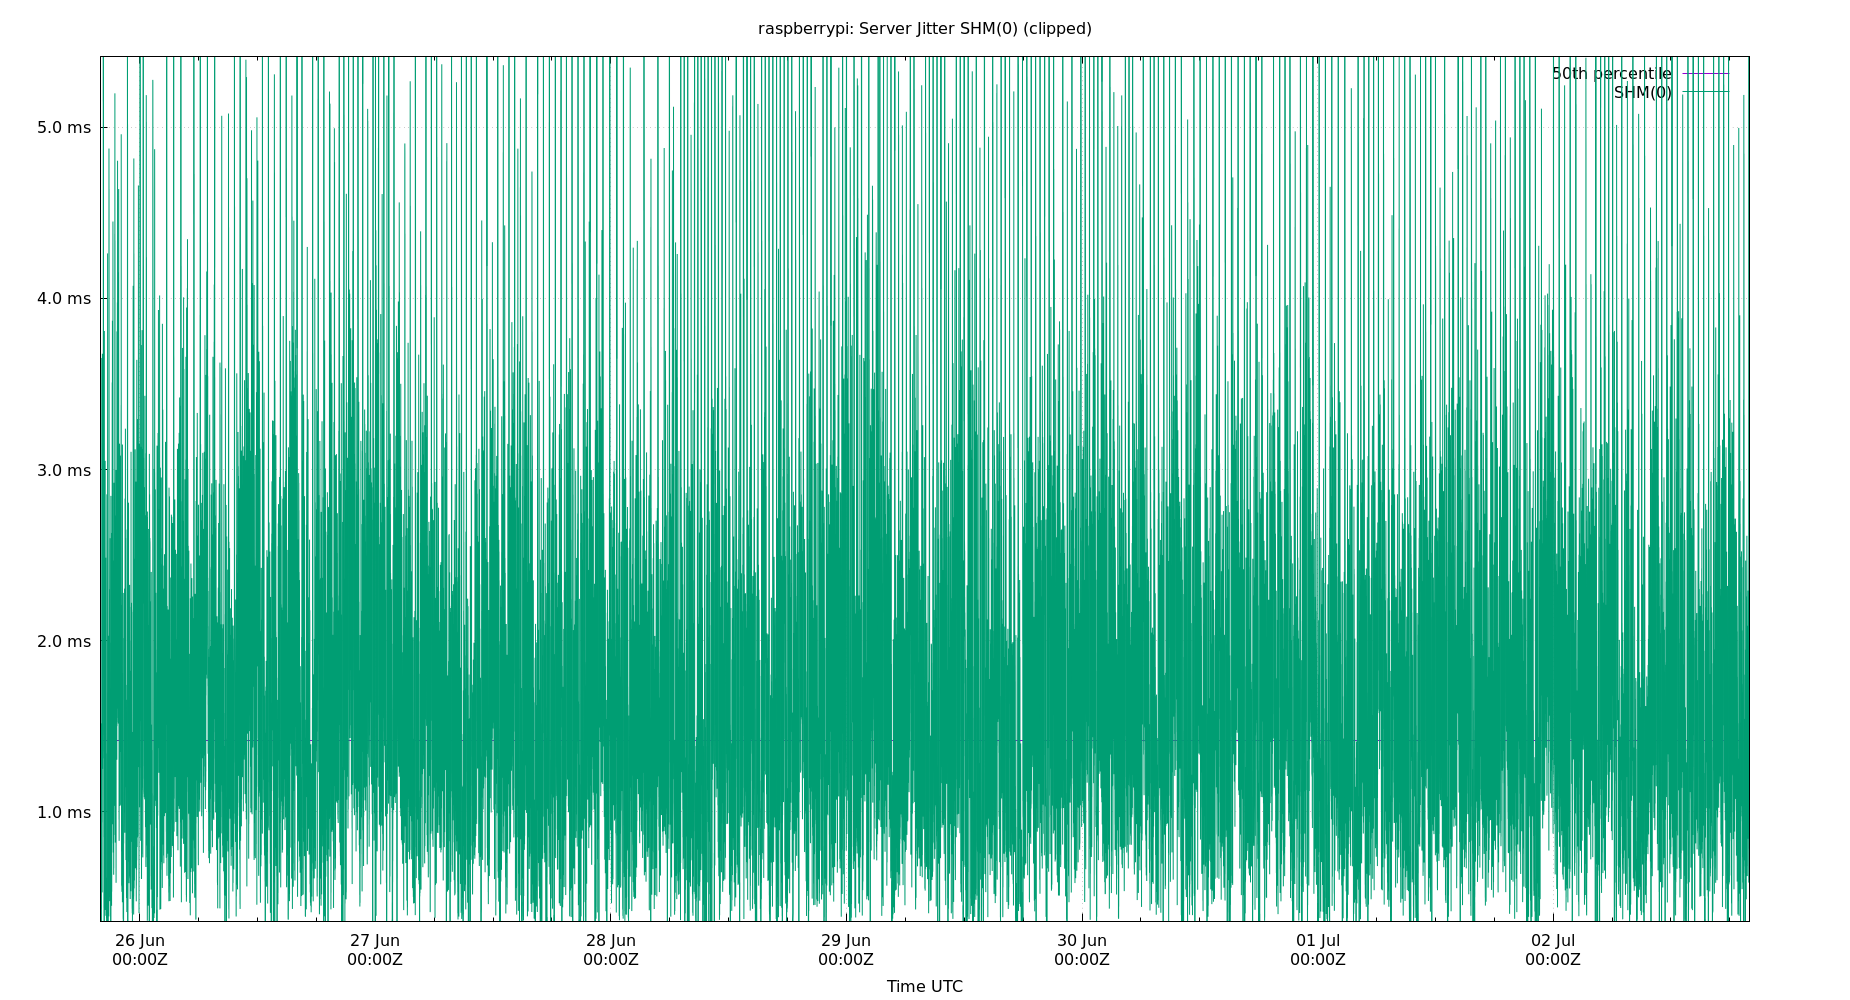 raspberrypi: Server Jitter SHM(0) (clipped)
50th percentile
SHM(0)
5.0 ms
4.0 ms
3.0 ms
2.0 ms
1.0 ms
26 Jun 27 Jun 28 Jun 29 Jun 30 Jun 01 Jul 02 Jul
00:00Z 00:00Z 00:00Z 00:00Z 00:00Z 00:00Z 00:00Z
Time UTC